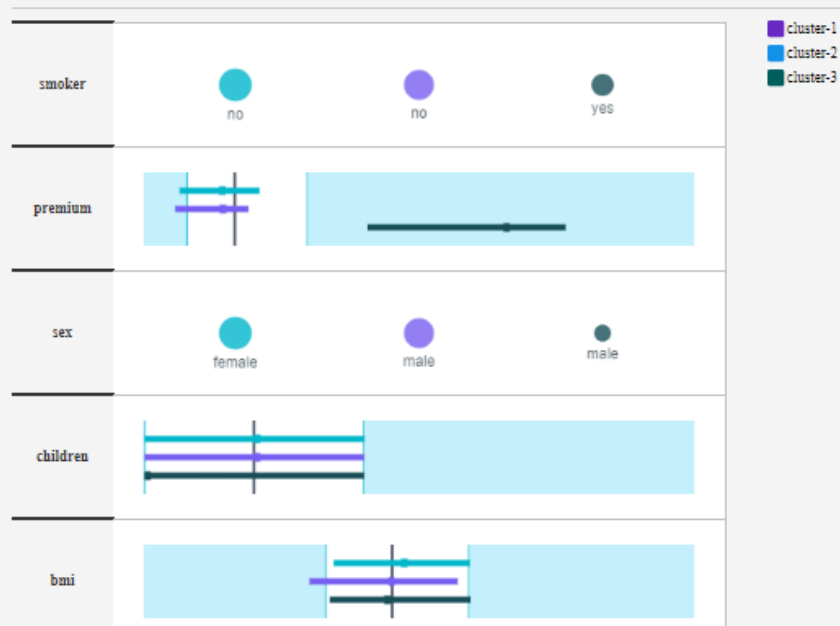 cluster-1
cluster-2
cluster-3
smoker
no
no
yes
premium
sex
female
male
male
children
bmi